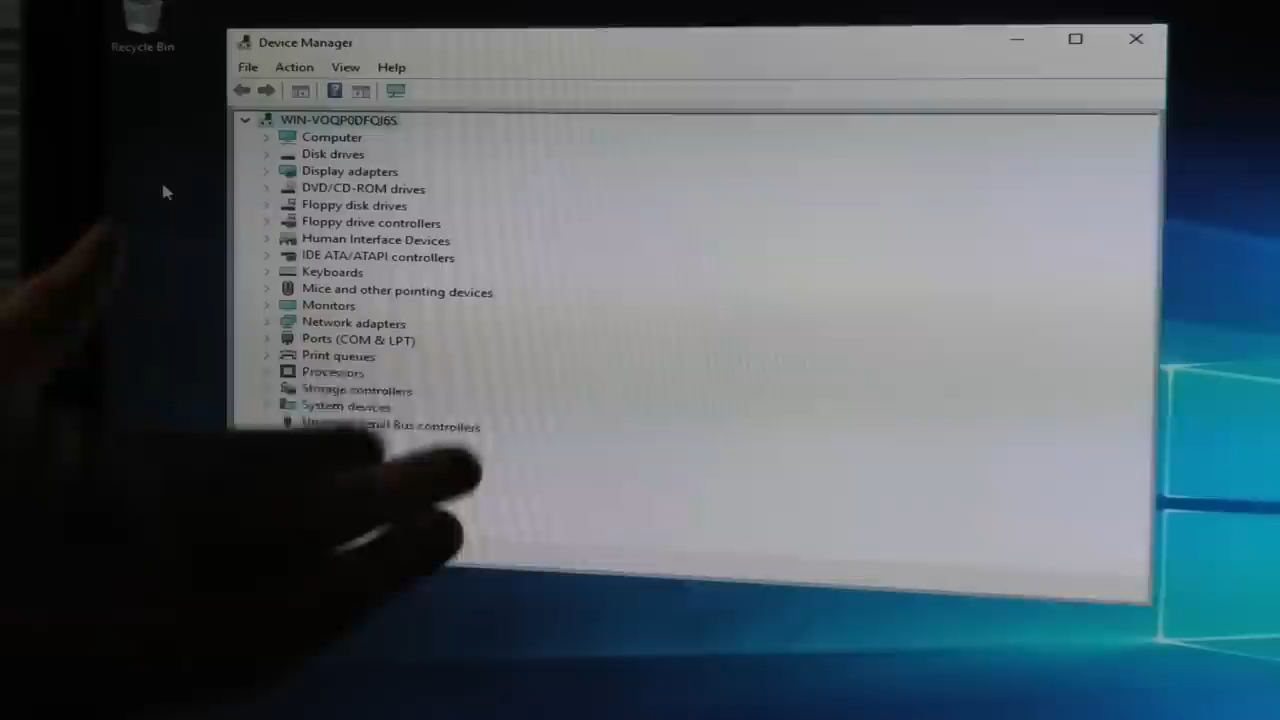 Recycle Bin
Device Manager
File Action View Help
WIN-VOQP0DFQJ6S
Computer
Disk drives
Display adapters
DVD/CD-ROM drives
Floppy disk drives
Floppy drive controllers
Human Interface Devices
IDE ATA/ATAPI controllers
Keyboards
Mice and other pointing devices
Monitors
Network adapters
Ports (COM & LPT)
Print queues
Processors
Storage controllers
System devices
Bus controllers